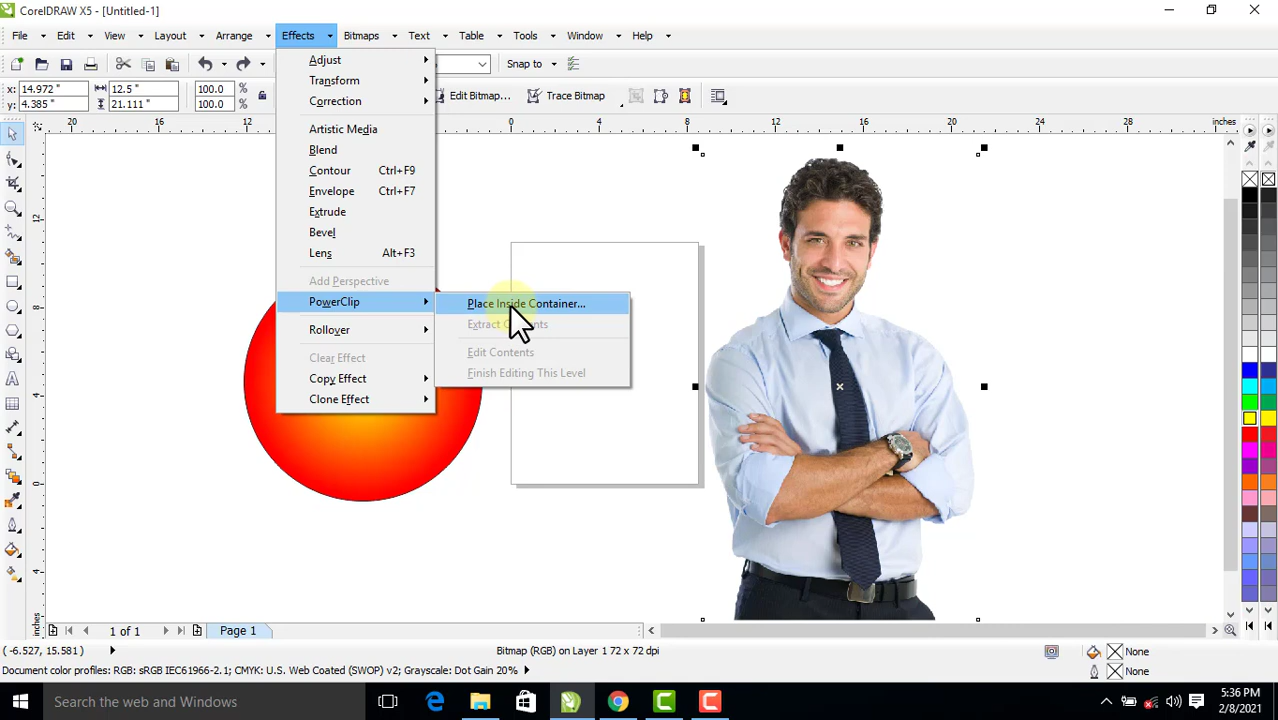 CorelDRAW X5 - [Untitled-1]
File Edit View Layout Arrange Effects Bitmaps Text Table Tools Window Help
Snap to
x: 14.972 " 12.5 " 100.0 %
y: 4.385 " 21.111 " 100.0 %
Edit Bitmap... Trace Bitmap
20 12 0 4 8 12 16 20 24 28 inches
12
8
4
0
4
inches
Adjust
Transform
Correction
Artistic Media
Blend
Contour Ctrl+F9
Envelope Ctrl+F7
Extrude
Bevel
Lens Alt+F3
Add Perspective
PowerClip
Rollover
Clear Effect
Copy Effect
Clone Effect
Place Inside Container...
Extract Contents
Edit Contents
Finish Editing This Level
1 of 1 Page 1
(-6.527, 15.581) Bitmap (RGB) on Layer 1 72 x 72 dpi None
Document color profiles: RGB: sRGB IEC61966-2.1; CMYK: U.S. Web Coated (SWOP) v2; Grayscale: Dot Gain 20% None
Search the web and Windows
5:36 PM
2/8/2021